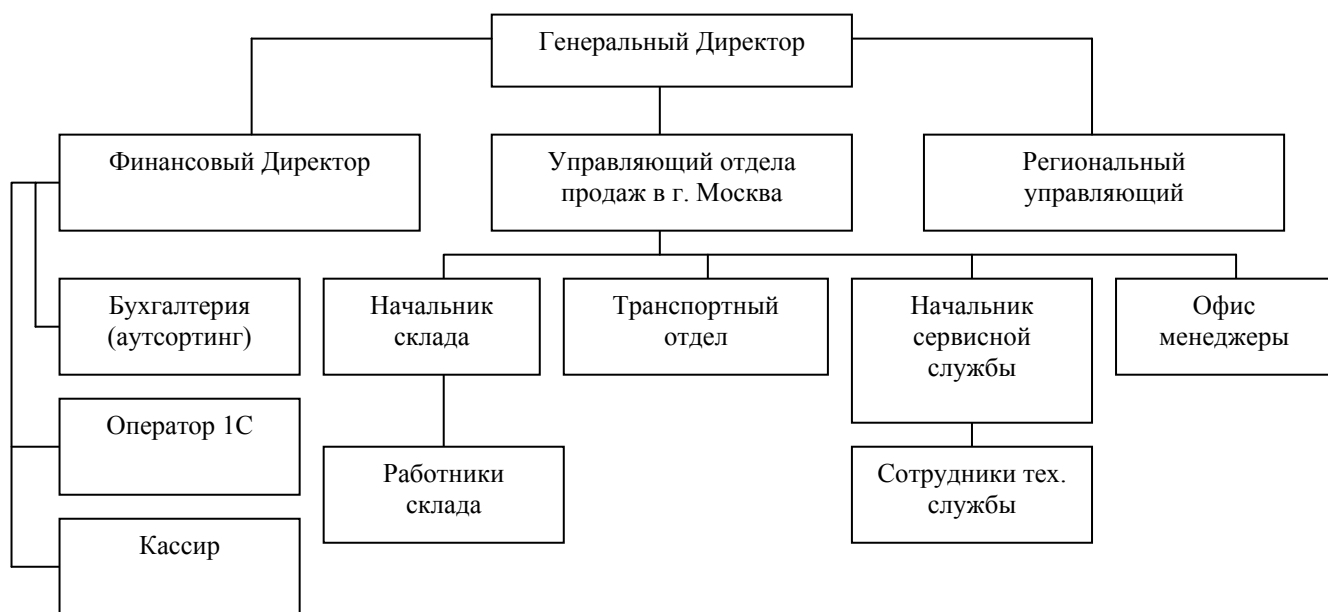 Генеральный Директор
Финансовый Директор
Управляющий отдела
продаж в г. Москва
Региональный
управляющий
Бухгалтерия
(аутсортинг)
Начальник
склада
Транспортный
отдел
Начальник
сервисной
службы
Офис
менеджеры
Оператор 1С
Работники
склада
Сотрудники тех.
службы
Кассир